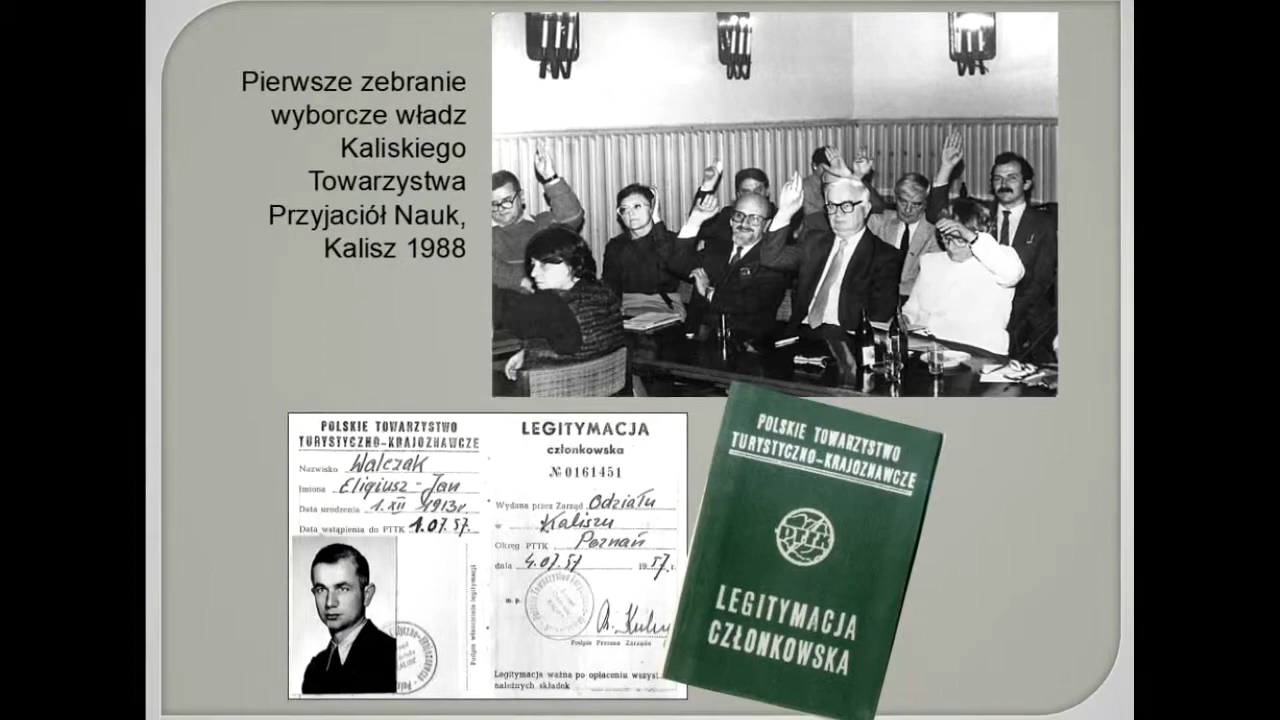 Pierwsze zebranie
wyborcze władz
Kaliskiego
Towarzystwa
Przyjaciół Nauk,
Kalisz 1988
POLSKIE TOWARZYSTWO
TURYSTYCZNO-KRAJOZNAWCZE
Nazwisko Walczak
Imiona Eligiusz-Jan
Data urodzenia 1.XII 1913r.
Data wstąpienia do PTTK 1.07.57.
Podpis właściciela legitymacji
LEGITYMACJA
członkowska
№ 0161451
Wydana przez Zarząd Odziału
w Kaliszu
Okręg PTTK Poznań
dnia 4.07.57 1957 r.
m. p.
Podpis Prezesa Zarządu
Legitymacja ważna po opłaceniu
należnych składek
POLSKIE TOWARZYSTWO
TURYSTYCZNO-KRAJOZNAWCZE
PTTK
LEGITYMACJA
CZŁONKOWSKA